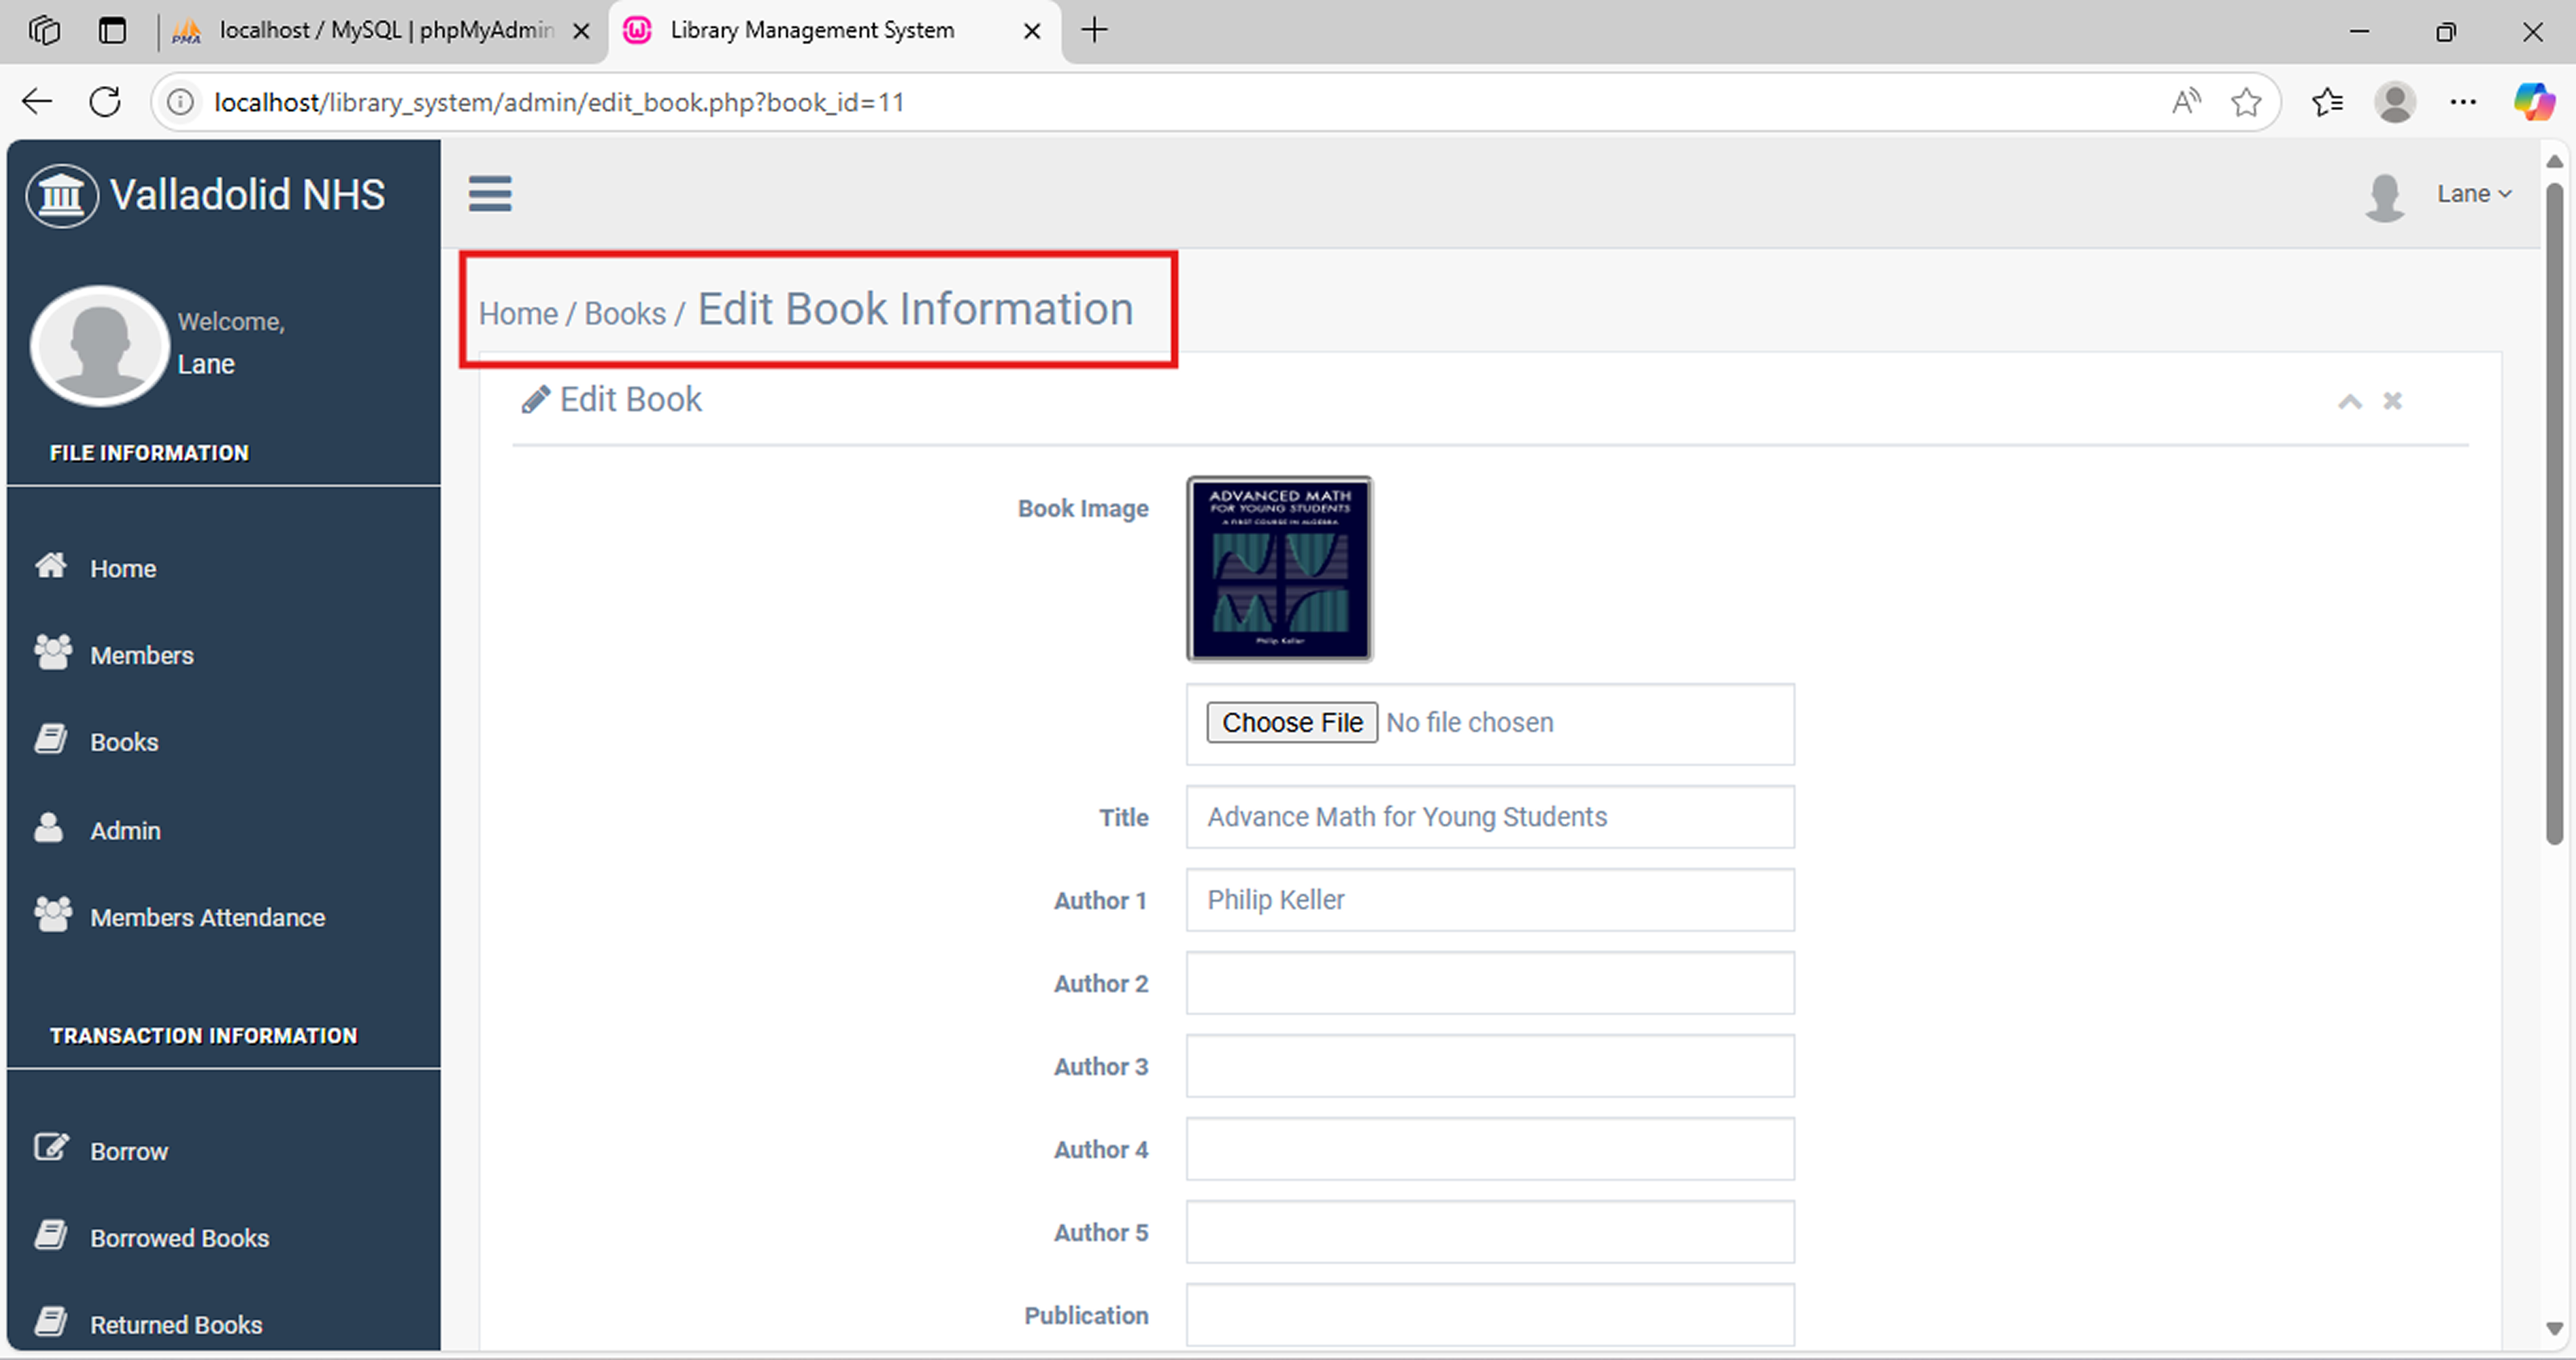 localhost / MySQL | phpMyAdmin
Library Management System
localhost/library_system/admin/edit_book.php?book_id=11
Valladolid NHS
Lane
Welcome,
Lane
FILE INFORMATION
Home
Members
Books
Admin
Members Attendance
TRANSACTION INFORMATION
Borrow
Borrowed Books
Returned Books
Home / Books / Edit Book Information
Edit Book
Book Image
ADVANCED MATH
FOR YOUNG STUDENTS
A FIRST COURSE IN ALGEBRA
Philip Keller
Choose File No file chosen
Title Advance Math for Young Students
Author 1 Philip Keller
Author 2
Author 3
Author 4
Author 5
Publication